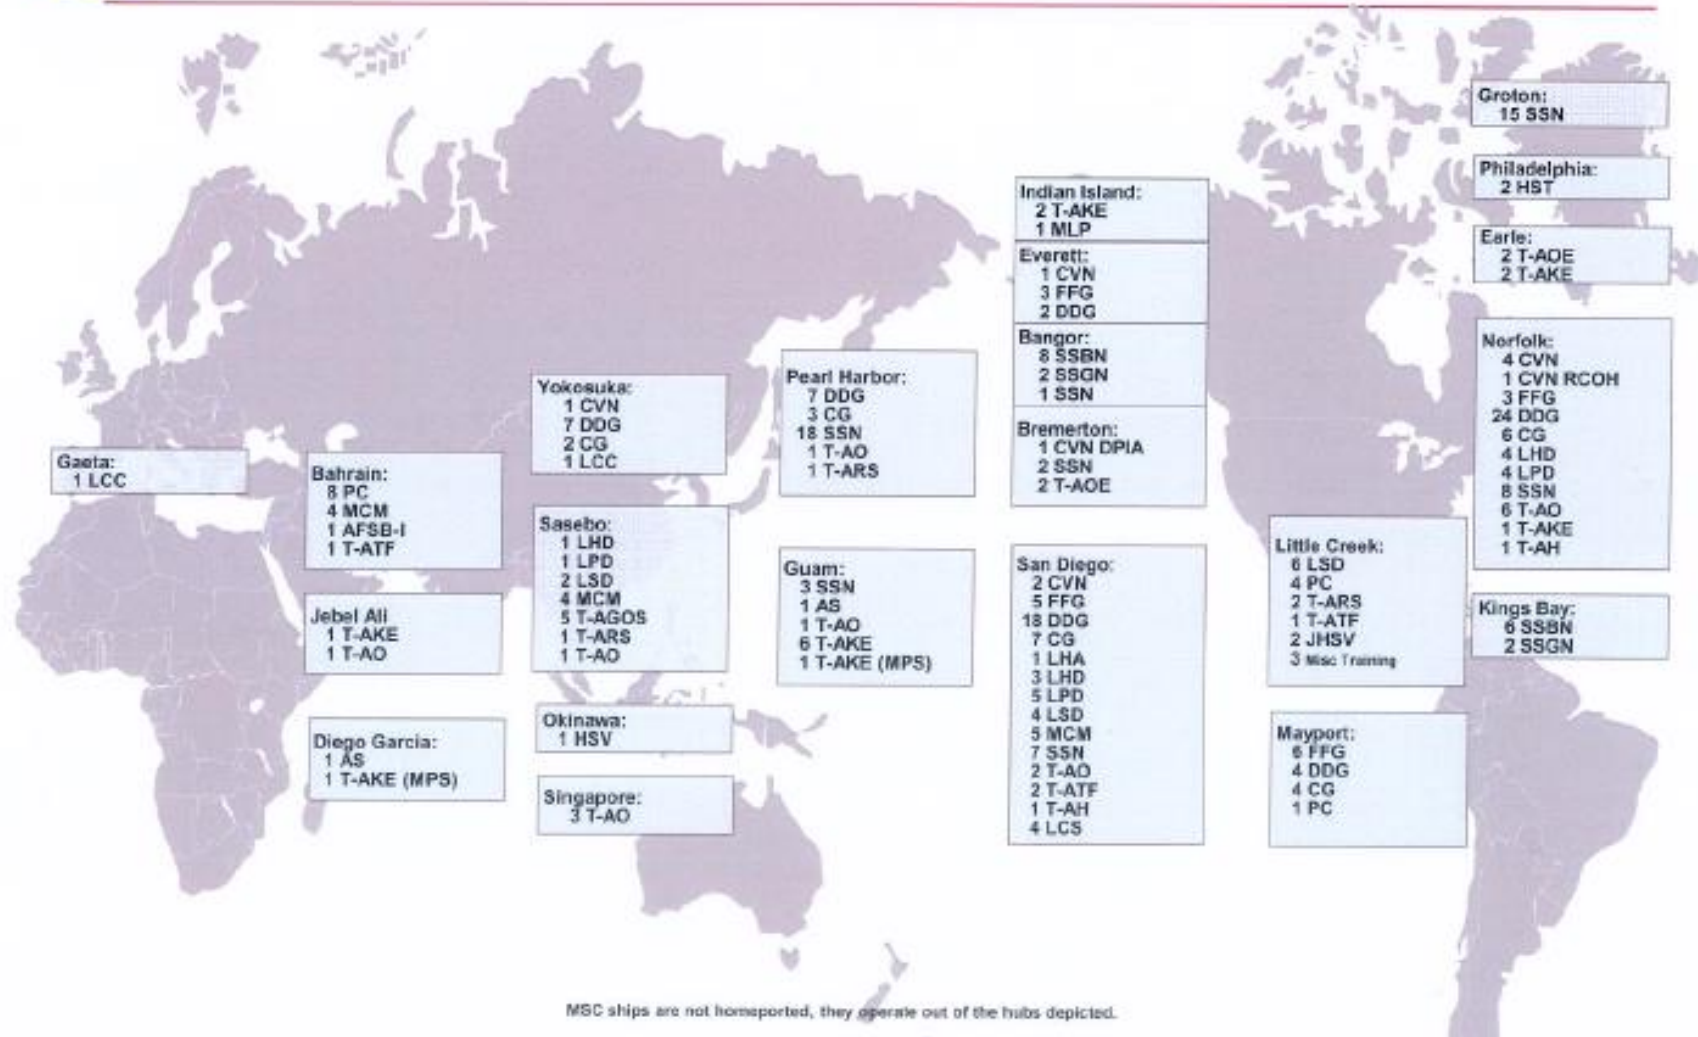 Gaeta:
1 LCC
Bahrain:
8 PC
4 MCM
1 AFSB-I
1 T-ATF
Jebel Ali
1 T-AKE
1 T-AO
Diego Garcia:
1 AS
1 T-AKE (MPS)
Yokosuka:
1 CVN
7 DDG
2 CG
1 LCC
Sasebo:
1 LHD
1 LPD
2 LSD
4 MCM
5 T-AGOS
1 T-ARS
1 T-AO
Okinawa:
1 HSV
Singapore:
3 T-AO
Pearl Harbor:
7 DDG
3 CG
18 SSN
1 T-AO
1 T-ARS
Guam:
3 SSN
1 AS
1 T-AO
6 T-AKE
1 T-AKE (MPS)
Indian Island:
2 T-AKE
1 MLP
Everett:
1 CVN
3 FFG
2 DDG
Bangor:
8 SSBN
2 SSGN
1 SSN
Bremerton:
1 CVN DPIA
2 SSN
2 T-AOE
San Diego:
2 CVN
5 FFG
18 DDG
7 CG
1 LHA
3 LHD
5 LPD
4 LSD
5 MCM
7 SSN
2 T-AO
2 T-ATF
1 T-AH
4 LCS
Groton:
15 SSN
Philadelphia:
2 HST
Earle:
2 T-AOE
2 T-AKE
Norfolk:
4 CVN
1 CVN RCOH
3 FFG
24 DDG
6 CG
4 LHD
4 LPD
8 SSN
6 T-AO
1 T-AKE
1 T-AH
Little Creek:
6 LSD
4 PC
2 T-ARS
1 T-ATF
2 JHSV
3 Misc Training
Kings Bay:
6 SSBN
2 SSGN
Mayport:
6 FFG
4 DDG
4 CG
1 PC
MSC ships are not homeported, they operate out of the hubs depicted.